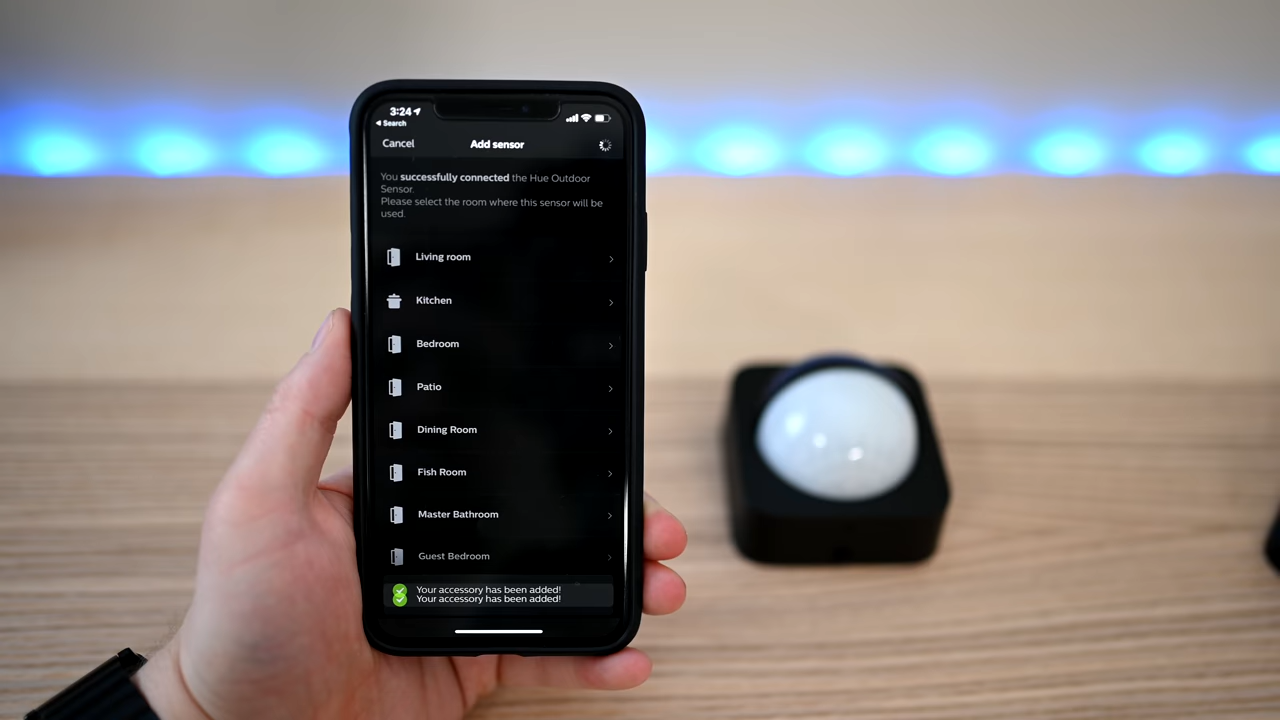 3:24
Search
Cancel
Add sensor
You successfully connected the Hue Outdoor
Sensor.
Please select the room where this sensor will be
used.
Living room
Kitchen
Bedroom
Patio
Dining Room
Fish Room
Master Bathroom
Guest Bedroom
Your accessory has been added!
Your accessory has been added!